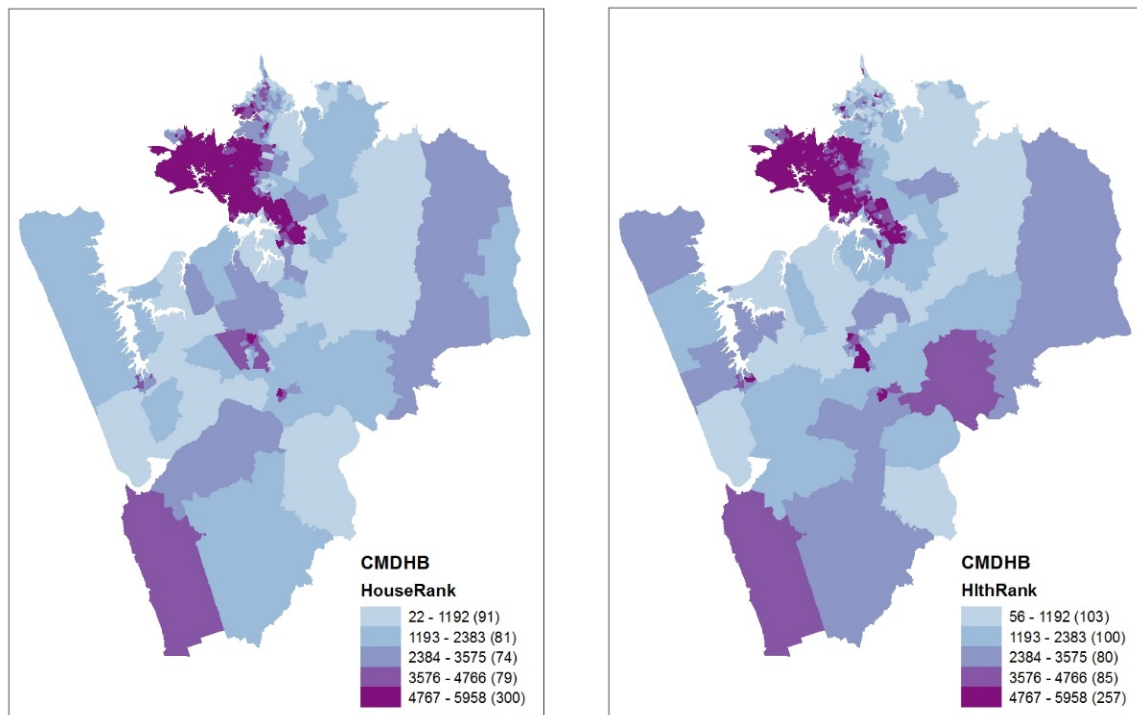 CMDHB
HouseRank
22 - 1192 (91)
1193 - 2383 (81)
2384 - 3575 (74)
3576 - 4766 (79)
4767 - 5958 (300)
CMDHB
HlthRank
56 - 1192 (103)
1193 - 2383 (100)
2384 - 3575 (80)
3576 - 4766 (85)
4767 - 5958 (257)